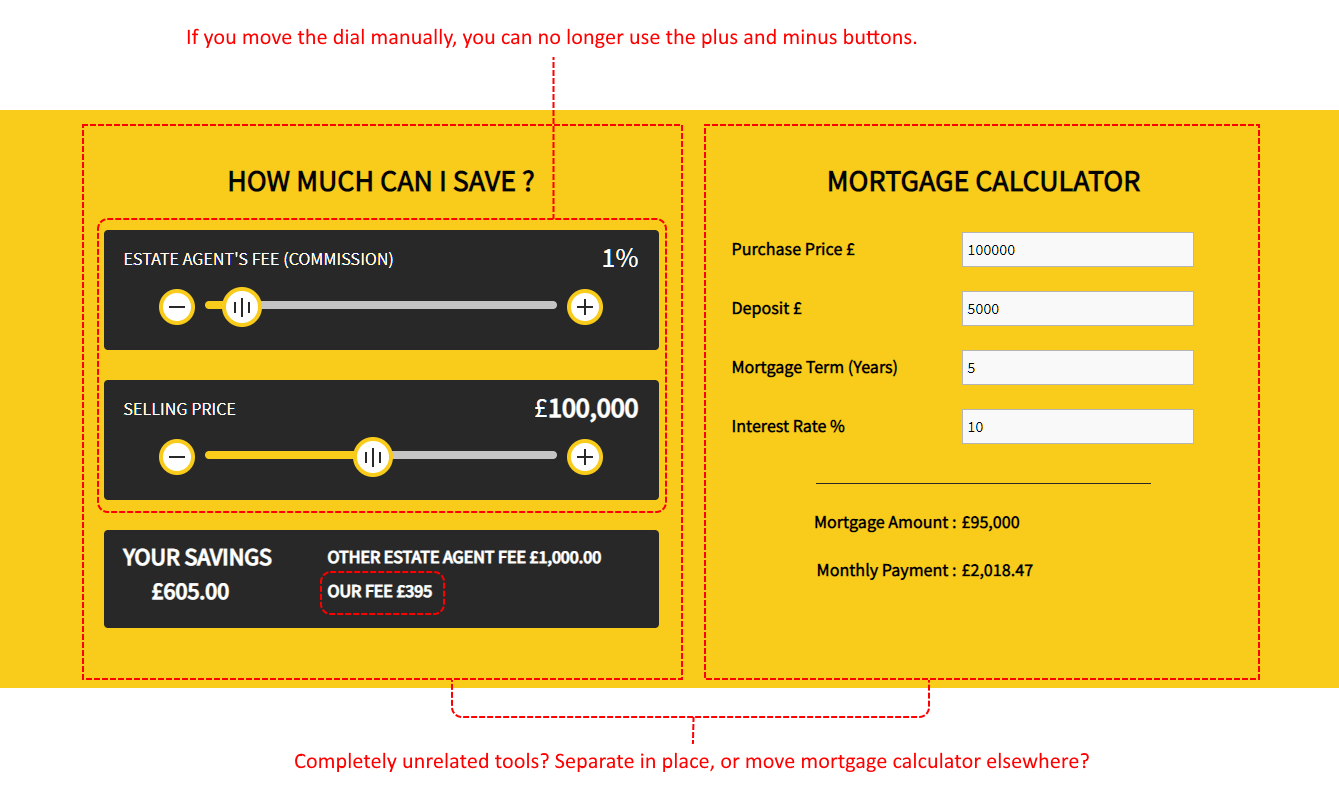 If you move the dial manually, you can no longer use the plus and minus buttons.
HOW MUCH CAN I SAVE ?
ESTATE AGENT'S FEE (COMMISSION) 1%
SELLING PRICE £100,000
YOUR SAVINGS
£605.00
OTHER ESTATE AGENT FEE £1,000.00
OUR FEE £395
MORTGAGE CALCULATOR
Purchase Price £ 100000
Deposit £ 5000
Mortgage Term (Years) 5
Interest Rate % 10
Mortgage Amount : £95,000
Monthly Payment : £2,018.47
Completely unrelated tools? Separate in place, or move mortgage calculator elsewhere?